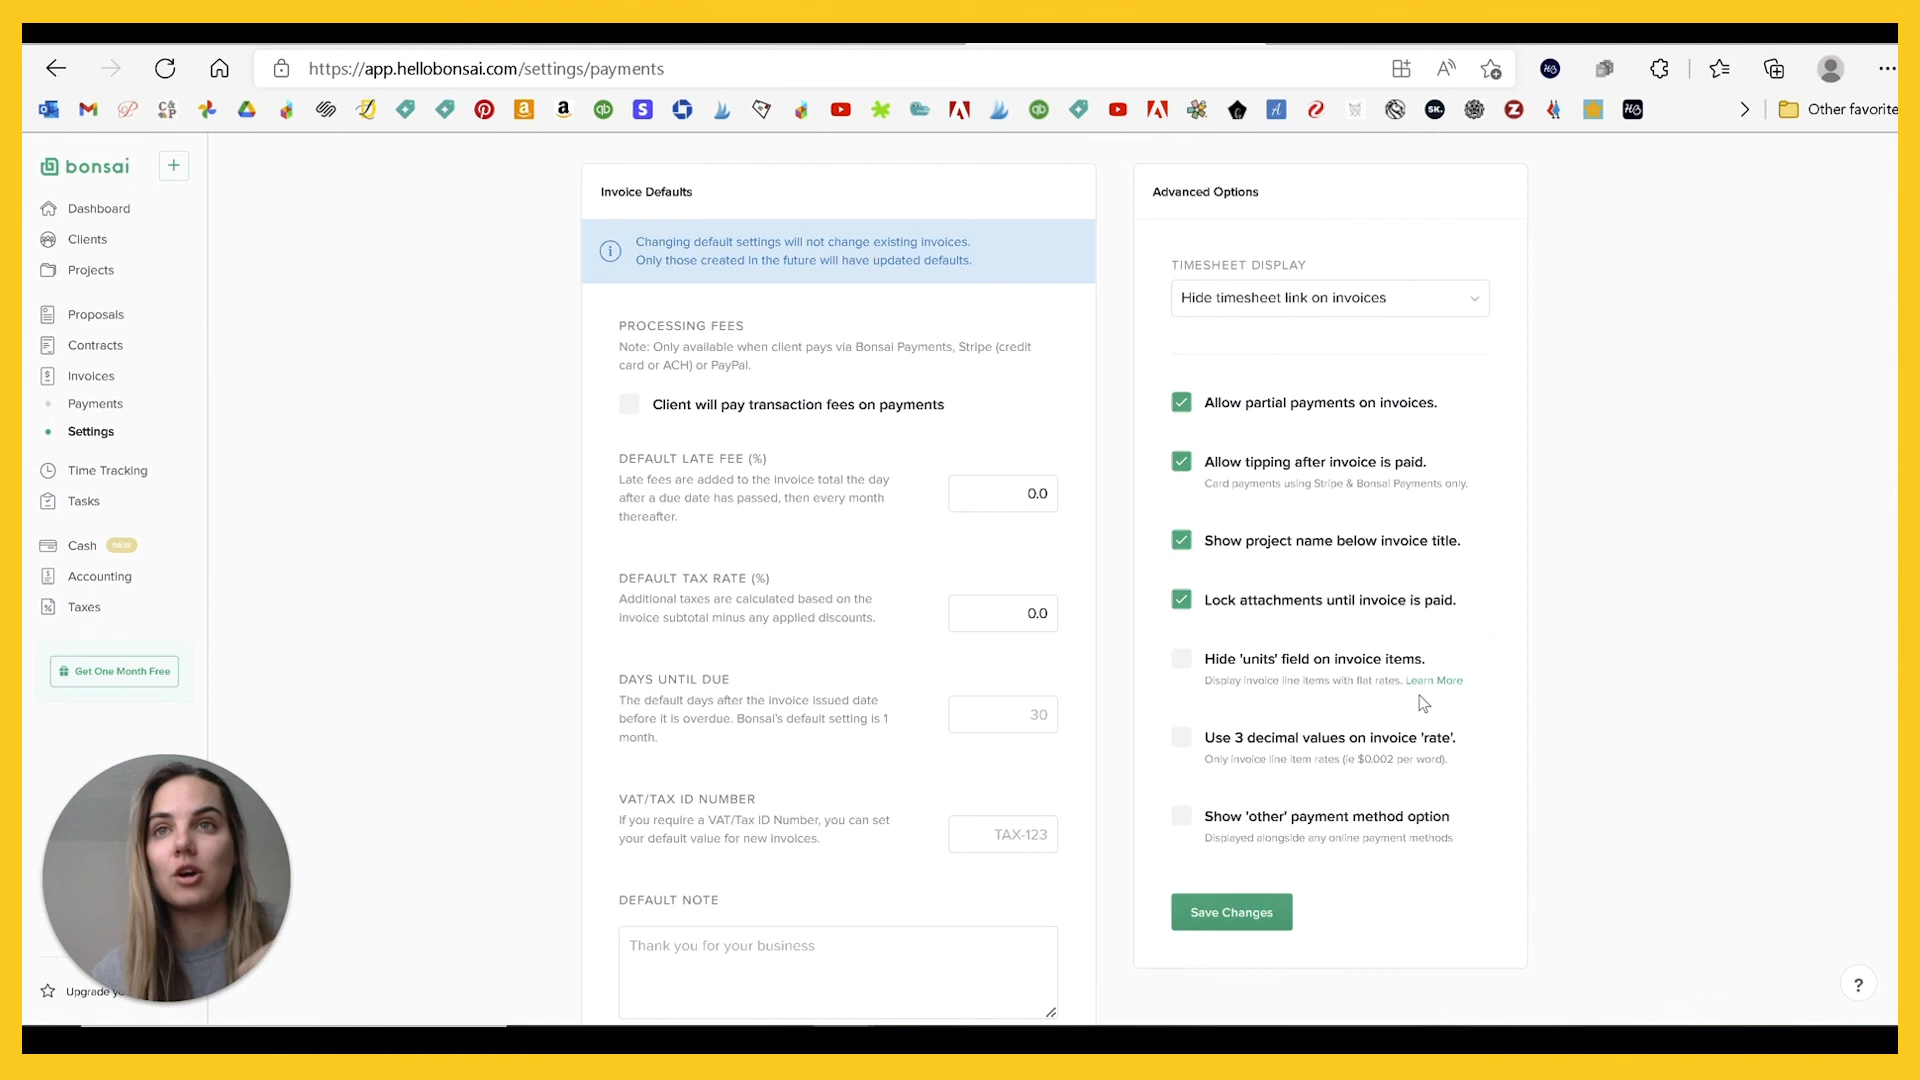 https://app.hellobonsai.com/settings/payments
Other favorite
bonsai
+
Dashboard
Clients
Projects
Proposals
Contracts
Invoices
Payments
Settings
Time Tracking
Tasks
Cash NEW
Accounting
Taxes
Get One Month Free
Upgrade yo
Invoice Defaults
Changing default settings will not change existing invoices.
Only those created in the future will have updated defaults.
PROCESSING FEES
Note: Only available when client pays via Bonsai Payments, Stripe (credit
card or ACH) or PayPal.
Client will pay transaction fees on payments
DEFAULT LATE FEE (%)
Late fees are added to the invoice total the day
after a due date has passed, then every month
thereafter.
0.0
DEFAULT TAX RATE (%)
Additional taxes are calculated based on the
invoice subtotal minus any applied discounts.
0.0
DAYS UNTIL DUE
The default days after the invoice issued date
before it is overdue. Bonsai's default setting is 1
month.
30
VAT/TAX ID NUMBER
If you require a VAT/Tax ID Number, you can set
your default value for new invoices.
TAX-123
DEFAULT NOTE
Thank you for your business
Advanced Options
TIMESHEET DISPLAY
Hide timesheet link on invoices
Allow partial payments on invoices.
Allow tipping after invoice is paid.
Card payments using Stripe & Bonsai Payments only.
Show project name below invoice title.
Lock attachments until invoice is paid.
Hide 'units' field on invoice items.
Display invoice line items with flat rates. Learn More
Use 3 decimal values on invoice 'rate'.
Only invoice line item rates (ie $0.002 per word).
Show 'other' payment method option
Displayed alongside any online payment methods
Save Changes
?